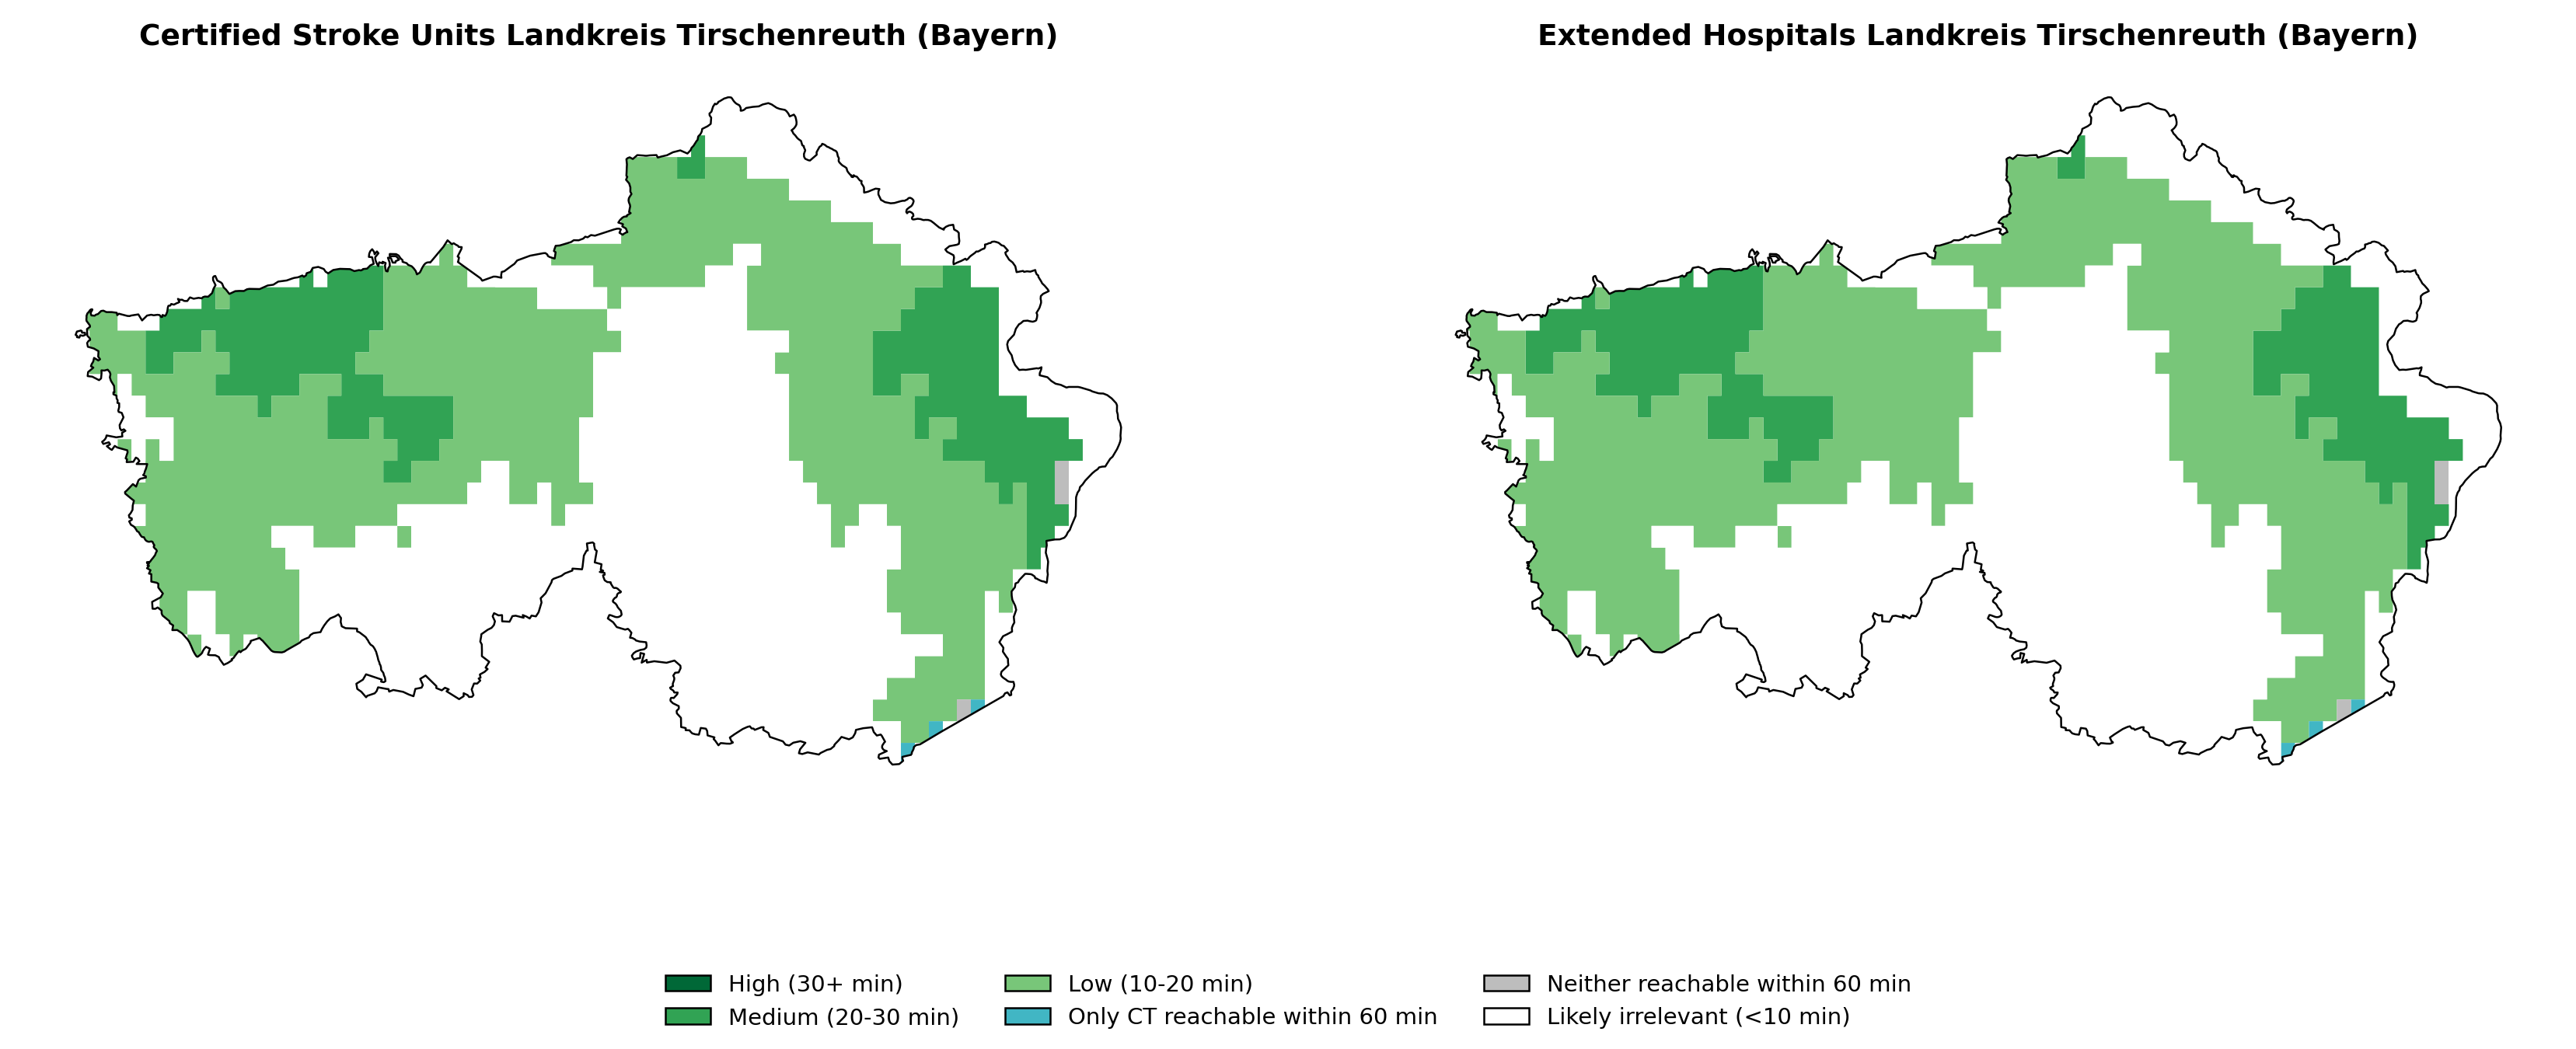 Certified Stroke Units Landkreis Tirschenreuth (Bayern)
Extended Hospitals Landkreis Tirschenreuth (Bayern)
High (30+ min)
Medium (20-30 min)
Low (10-20 min)
Only CT reachable within 60 min
Neither reachable within 60 min
Likely irrelevant (<10 min)